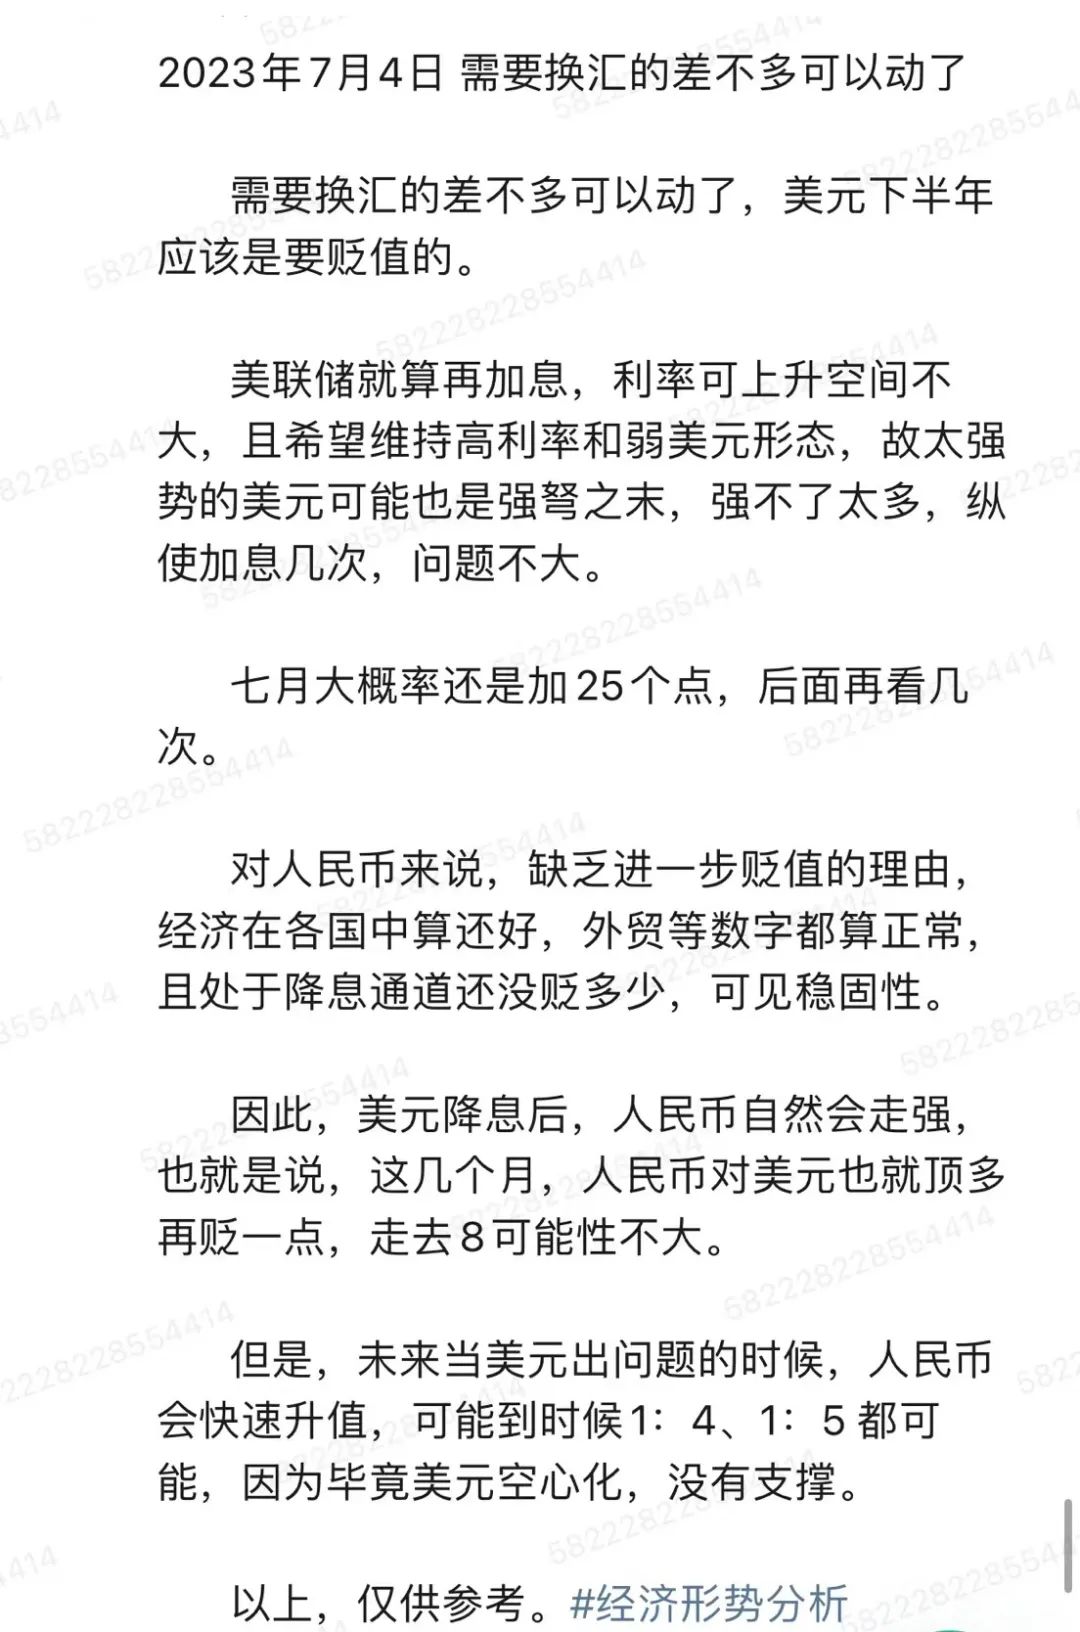 2023年7月4日 需要换汇的差不多可以动了
需要换汇的差不多可以动了，美元下半年
应该是要贬值的。
美联储就算再加息，利率可上升空间不
大，且希望维持高利率和弱美元形态，故太强
势的美元可能也是强弩之末，强不了太多，纵
使加息几次，问题不大。
七月大概率还是加25个点，后面再看几
次。
对人民币来说，缺乏进一步贬值的理由，
经济在各国中算还好，外贸等数字都算正常，
且处于降息通道还没贬多少，可见稳固性。
因此，美元降息后，人民币自然会走强，
也就是说，这几个月，人民币对美元也就顶多
再贬一点，走去8可能性不大。
但是，未来当美元出问题的时候，人民币
会快速升值，可能到时候1：4、1：5都可
能，因为毕竟美元空心化，没有支撑。
以上，仅供参考。#经济形势分析
582228228554414